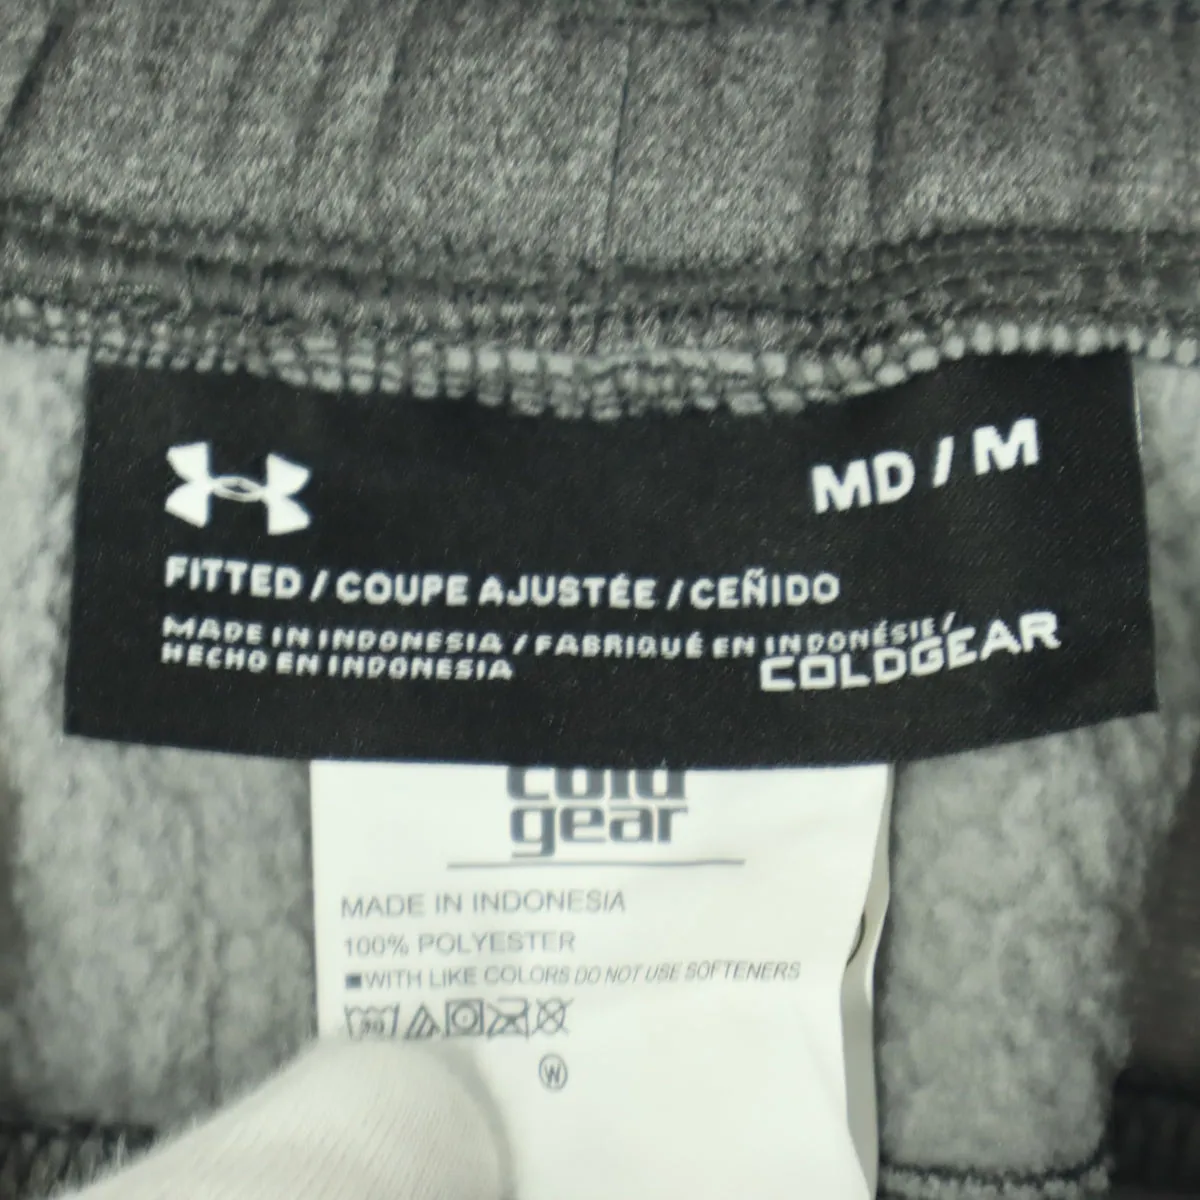 MD / M
FITTED / COUPE AJUSTÉE / CEÑIDO
MADE IN INDONESIA / FABRIQUÉ EN INDONÉSIE /
HECHO EN INDONESIA
COLDGEAR
cold
gear
MADE IN INDONESIA
100% POLYESTER
■WITH LIKE COLORS DO NOT USE SOFTENERS
30
W